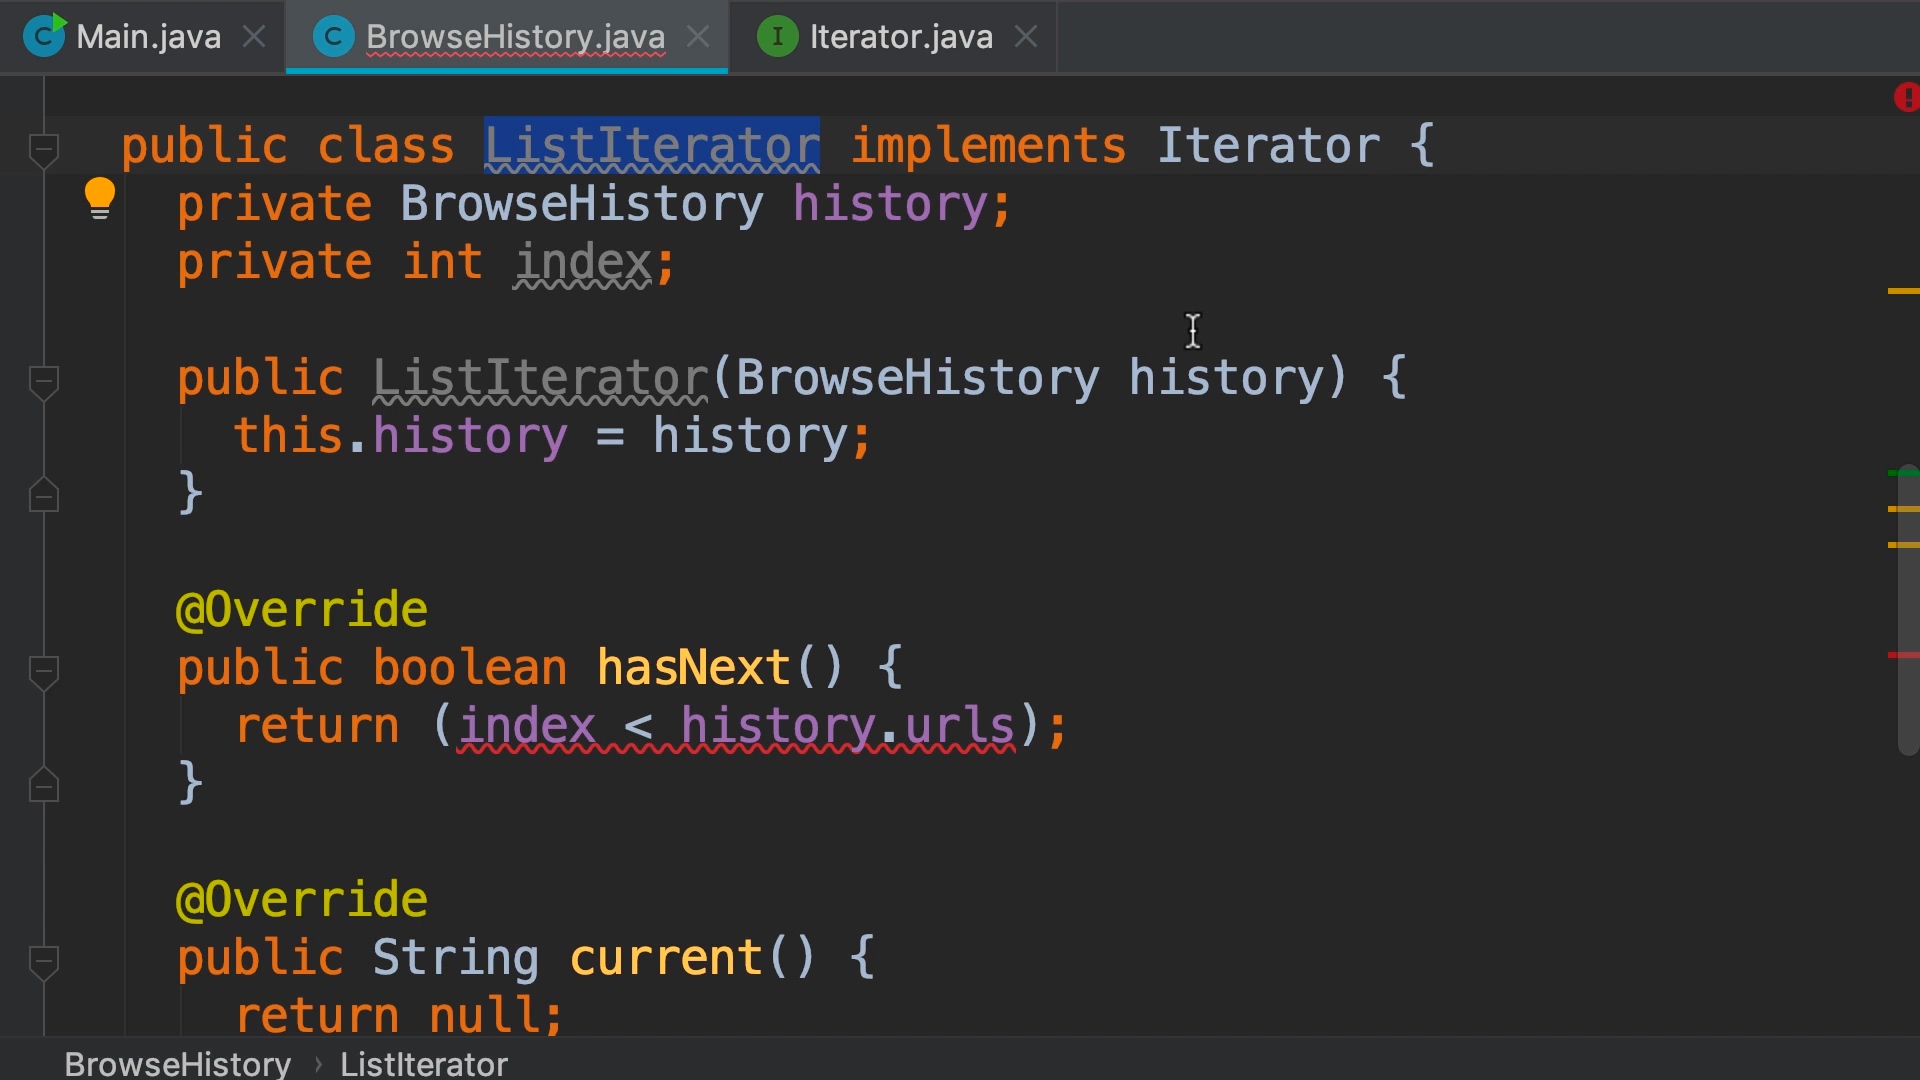 Main.java BrowseHistory.java Iterator.java
public class ListIterator implements Iterator {
private BrowseHistory history;
private int index;
public ListIterator(BrowseHistory history) {
this.history = history;
}
@Override
public boolean hasNext() {
return (index < history.urls);
}
@Override
public String current() {
return null;
BrowseHistory › ListIterator